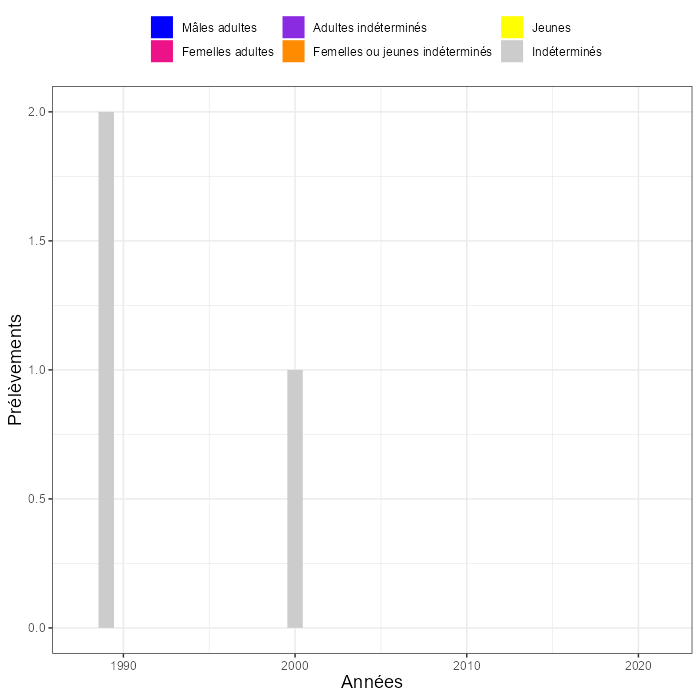 Mâles adultes Adultes indéterminés Jeunes
Femelles adultes Femelles ou jeunes indéterminés Indéterminés
2.0
1.5
1.0
0.5
0.0
Prélèvements
1990 2000 2010 2020
Années